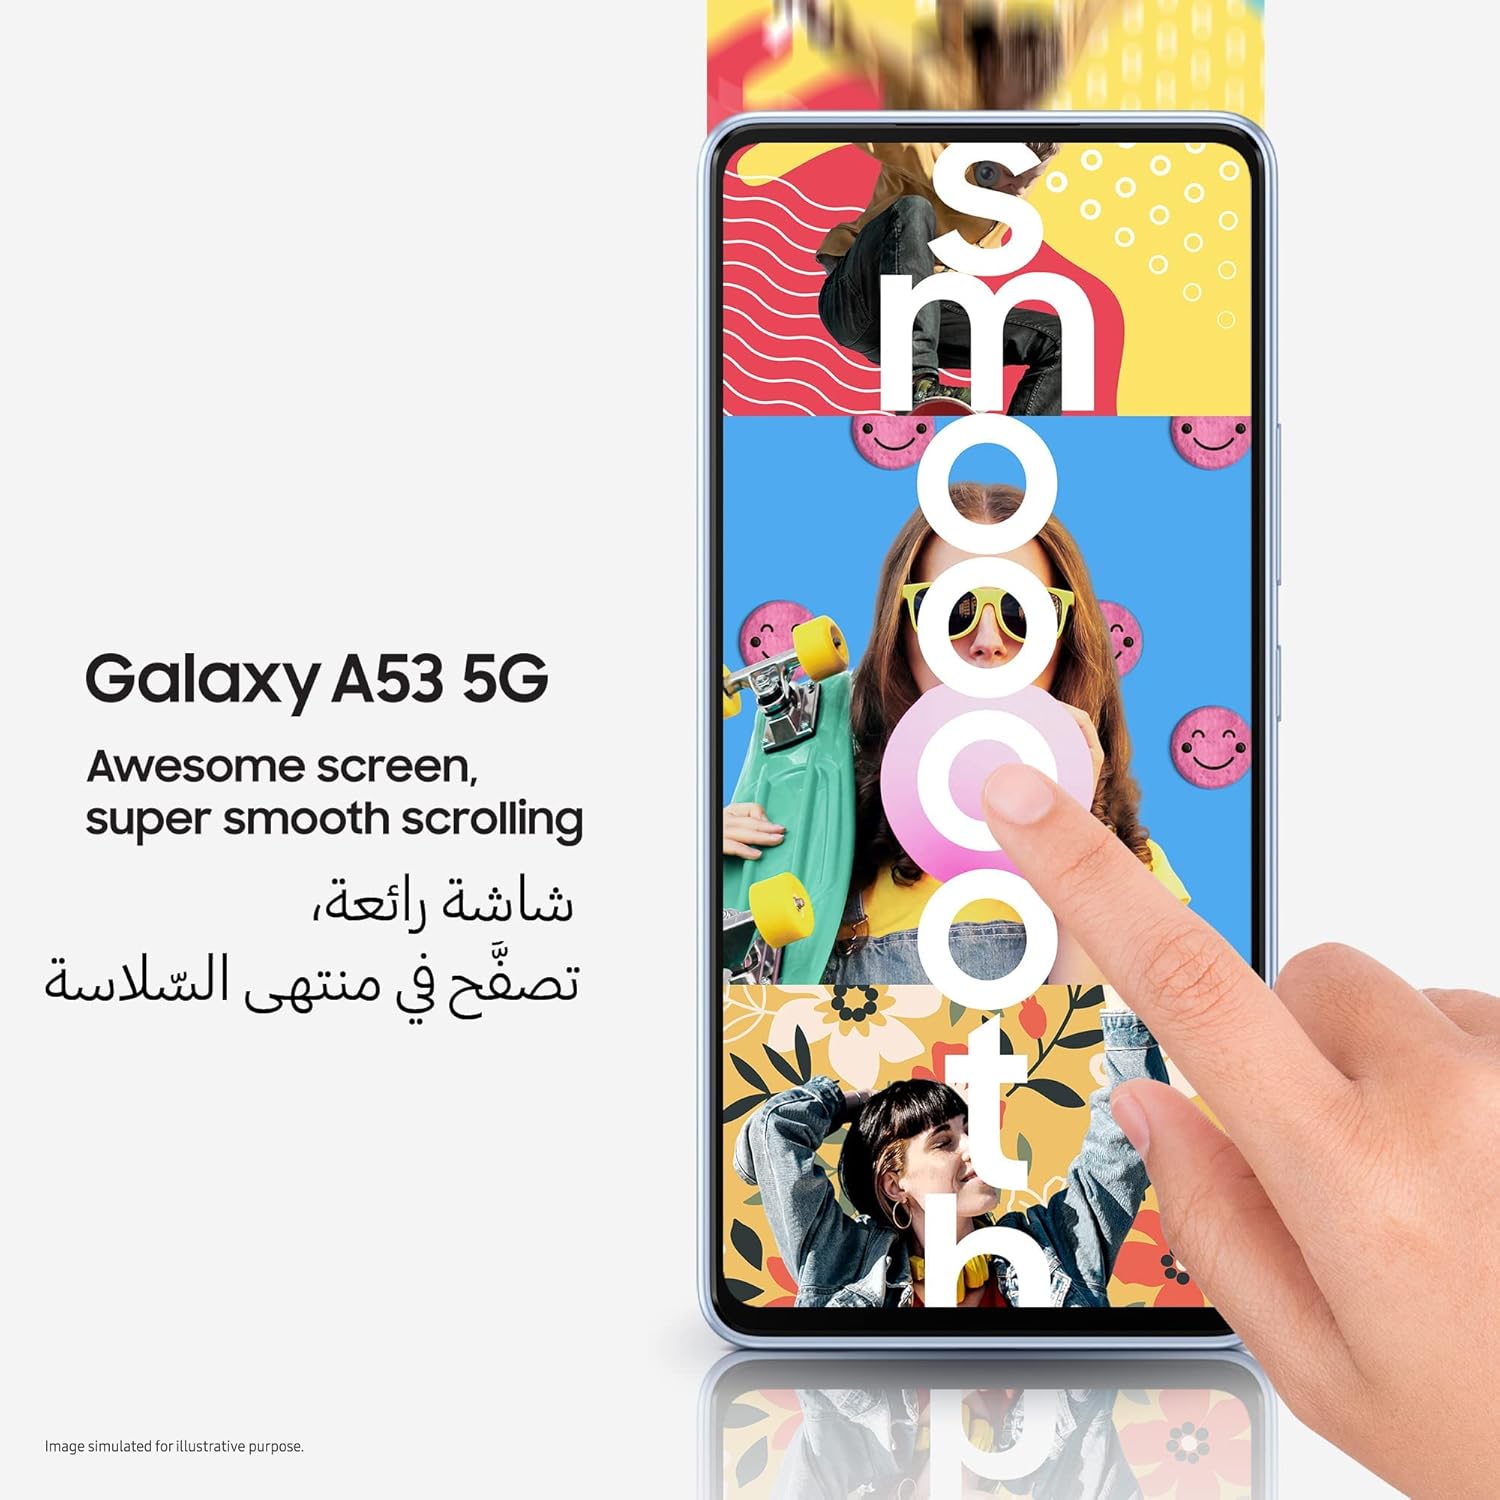 Galaxy A53 5G
Awesome screen,
super smooth scrolling
شاشة رائعة،
تصفَّح في منتهى السّلاسة
smooooth
Image simulated for illustrative purpose.